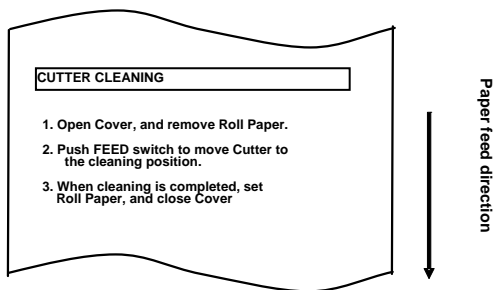 CUTTER CLEANING
1. Open Cover, and remove Roll Paper.
2. Push FEED switch to move Cutter to
the cleaning position.
3. When cleaning is completed, set
Roll Paper, and close Cover
Paper feed direction